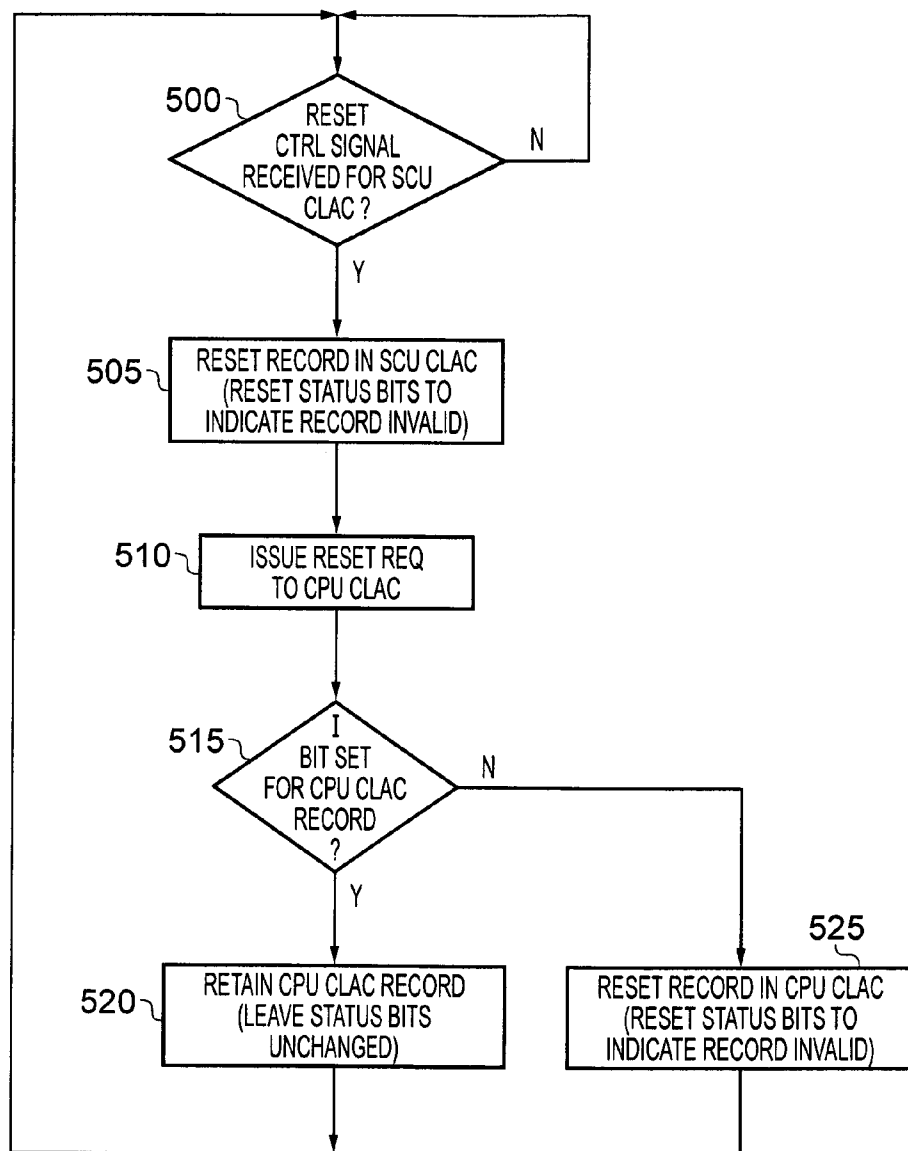 500
RESET
CTRL SIGNAL
RECEIVED FOR SCU
CLAC ?
N
Y
505
RESET RECORD IN SCU CLAC
(RESET STATUS BITS TO
INDICATE RECORD INVALID)
510
ISSUE RESET REQ
TO CPU CLAC
515
I
BIT SET
FOR CPU CLAC
RECORD
?
N
Y
520
RETAIN CPU CLAC RECORD
(LEAVE STATUS BITS
UNCHANGED)
525
RESET RECORD IN CPU CLAC
(RESET STATUS BITS TO
INDICATE RECORD INVALID)